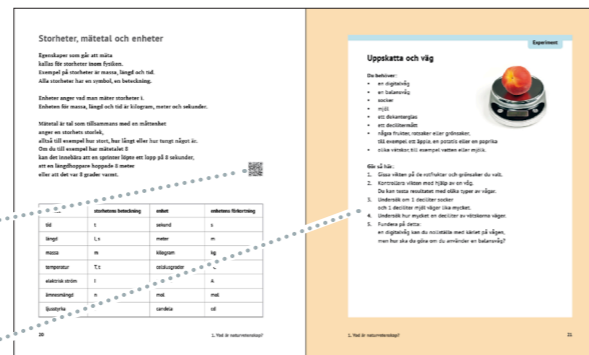 Storheter, mätetal och enheter
Egenskaper som går att mäta
kallas för storheter inom fysiken.
Exempel på storheter är massa, längd och tid.
Alla storheter har en symbol, en beteckning.
Enheter anger vad man mäter storheter i.
Enheten för massa, längd och tid är kilogram, meter och sekunder.
Mätetal är tal som tillsammans med en måttenhet
anger en storhets storlek,
alltså till exempel hur stort, hur långt eller hur tungt något är.
Om du till exempel har mätetalet 8
kan det innebära att en sprinter löpte ett lopp på 8 sekunder,
att en längdhoppare hoppade 8 meter
eller att det var 8 grader varmt.
storhetens beteckning enhet enhetens förkortning
tid t sekund s
längd l, s meter m
massa m kilogram kg
temperatur T, t celsiusgrader
elektrisk ström I A
ämnesmängd n mol mol
ljusstyrka candela cd
20
1. Vad är naturvetenskap?
Experiment
Uppskatta och väg
Du behöver:
• en digitalvåg
• en balansvåg
• socker
• mjöl
• ett dricksglas
• ett decilitermått
• några frukter, rotsaker eller grönsaker,
till exempel ett äpple, en potatis eller en paprika
• olika vätskor, till exempel vatten eller mjölk.
Gör så här:
1. Gissa vikten på de rotfrukter och grönsaker du valt.
2. Kontrollera vikten med hjälp av en våg.
Du kan testa resultatet med olika typer av vågar.
3. Undersök om 1 deciliter socker
och 1 deciliter mjöl väger lika mycket.
4. Undersök hur mycket en deciliter av vätskorna väger.
5. Fundera på detta:
en digitalvåg kan du nollställa med kärlet på vågen,
men hur ska du göra om du använder en balansvåg?
1. Vad är naturvetenskap?
21